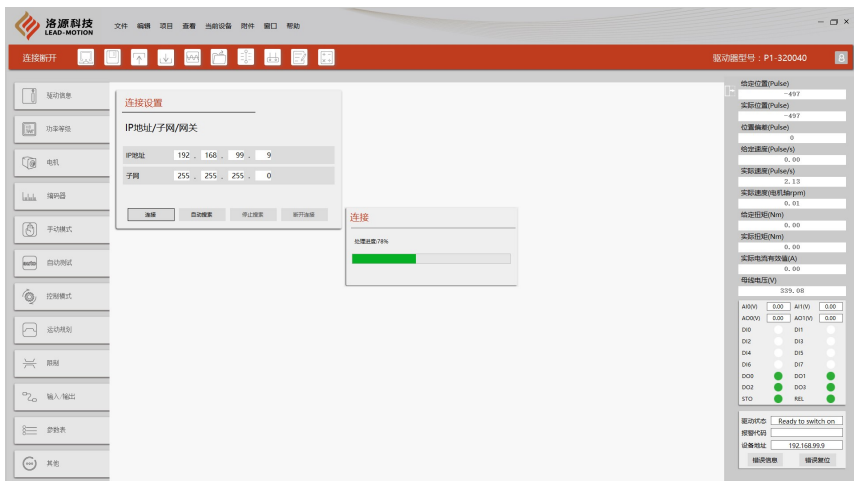 洛源科技
LEAD-MOTION
文件 编辑 项目 查看 当前设备 附件 窗口 帮助
连接断开
驱动器型号：P1-320040
驱动信息
功率等级
电机
编码器
手动模式
auto 自动测试
控制模式
运动规划
限制
输入/输出
参数表
其他
连接设置
IP地址/子网/网关
IP地址 192 . 168 . 99 . 9
子网 255 . 255 . 255 . 0
连接 自动搜索 停止搜索 断开连接
连接
处理进度:78%
给定位置(Pulse)
-497
实际位置(Pulse)
-497
位置偏差(Pulse)
0
给定速度(Pulse/s)
0.00
实际速度(Pulse/s)
2.13
实际速度(电机轴rpm)
0.01
给定扭矩(Nm)
0.00
实际扭矩(Nm)
0.00
实际电流有效值(A)
0.00
母线电压(V)
339.08
AI0(V) 0.00 AI1(V) 0.00
AO0(V) 0.00 AO1(V) 0.00
DI0 DI1
DI2 DI3
DI4 DI5
DI6 DI7
DO0 DO1
DO2 DO3
STO REL
驱动状态 Ready to switch on
报警代码
设备地址 192.168.99.9
错误信息 错误复位